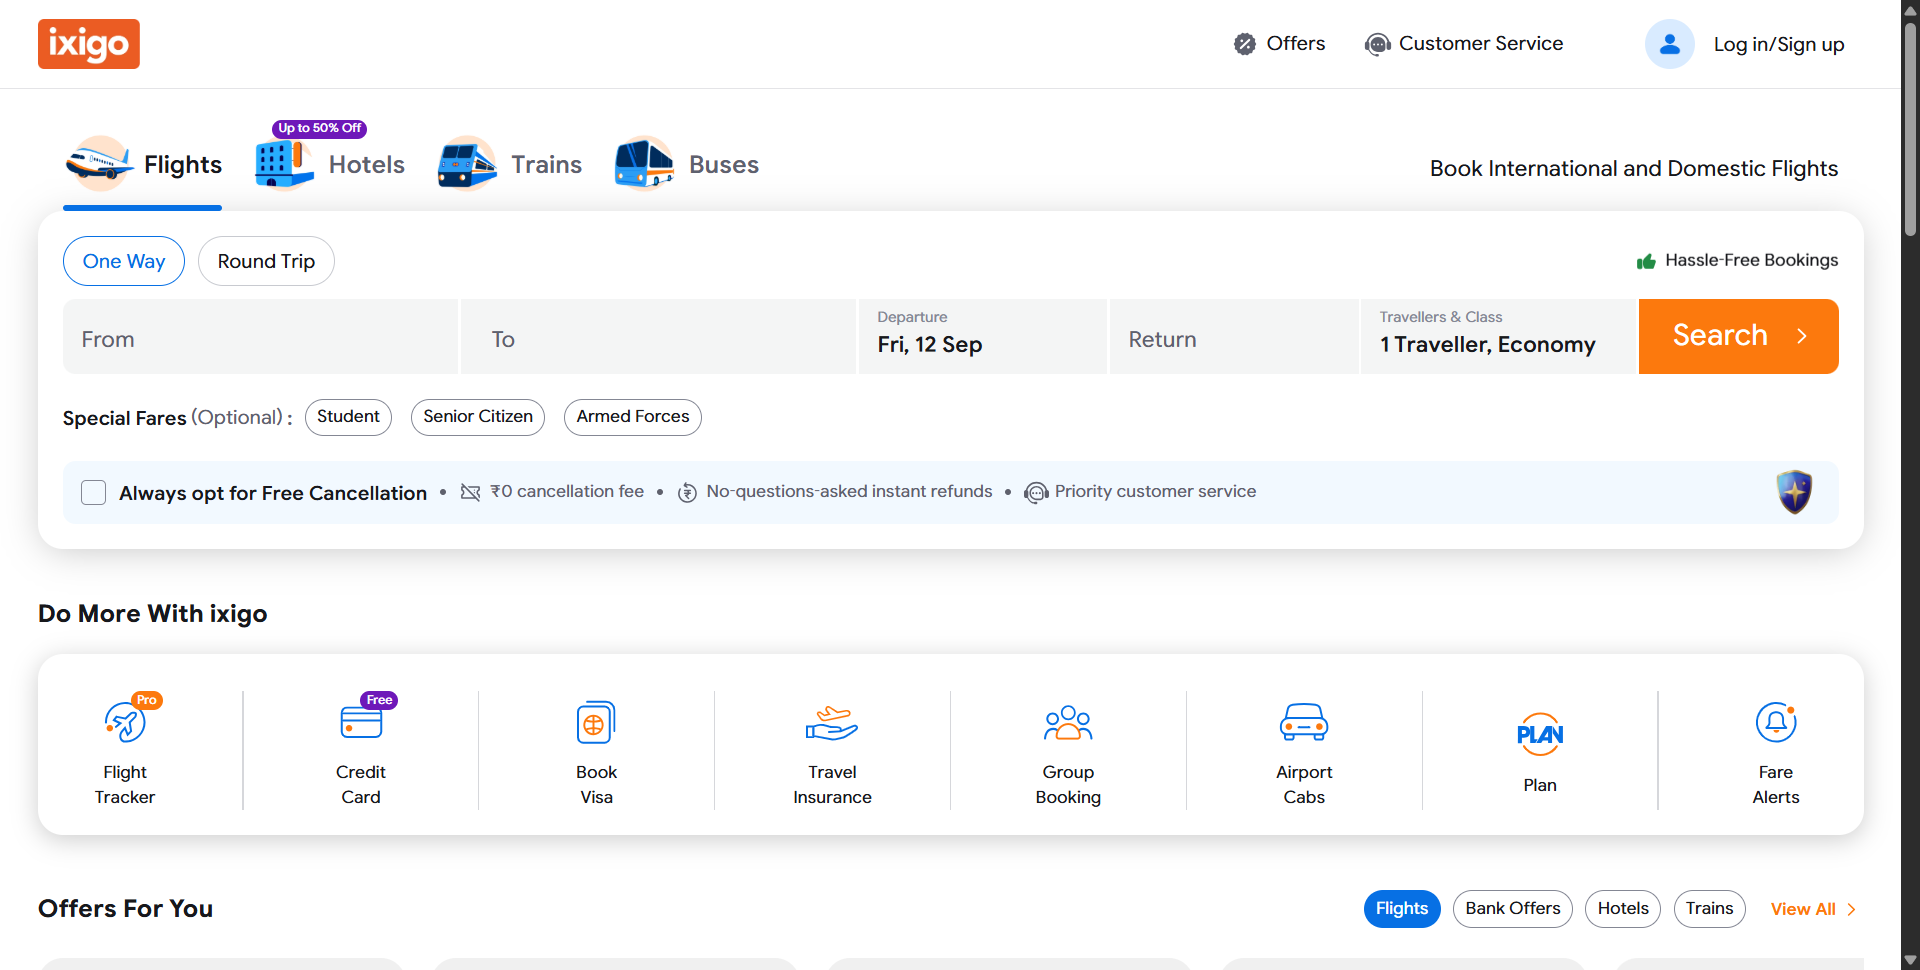 ixigo
Offers
Customer Service
Log in/Sign up
Up to 50% Off
Flights
Hotels
Trains
Buses
Book International and Domestic Flights
One Way
Round Trip
Hassle-Free Bookings
From
To
Departure
Fri, 12 Sep
Return
Travellers & Class
1 Traveller, Economy
Search
Special Fares (Optional) :
Student
Senior Citizen
Armed Forces
Always opt for Free Cancellation • ₹0 cancellation fee • No-questions-asked instant refunds • Priority customer service
Do More With ixigo
Pro
Flight
Tracker
Free
Credit
Card
Book
Visa
Travel
Insurance
Group
Booking
Airport
Cabs
PLAN
Plan
Fare
Alerts
Offers For You
Flights
Bank Offers
Hotels
Trains
View All